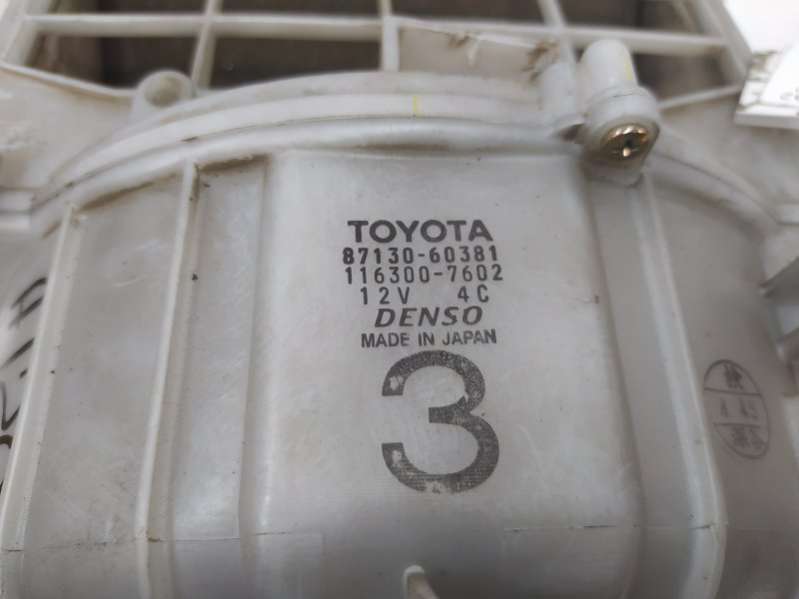 TOYOTA
87130-60381
116300-7602
12V 4C
DENSO
MADE IN JAPAN
3